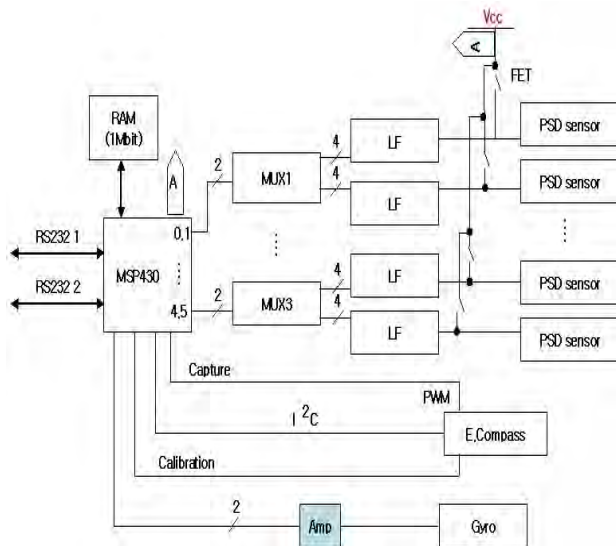 Vcc
A
FET
RAM
(1Mbit)
A
2
MUX1
4
4
LF
LF
PSD sensor
PSD sensor
RS232 1
RS232 2
MSP430
0,1
4,5
2
MUX3
4
4
LF
LF
PSD sensor
PSD sensor
Capture
PWM
I²C
E.Compass
Calibration
2
Amp
Gyro